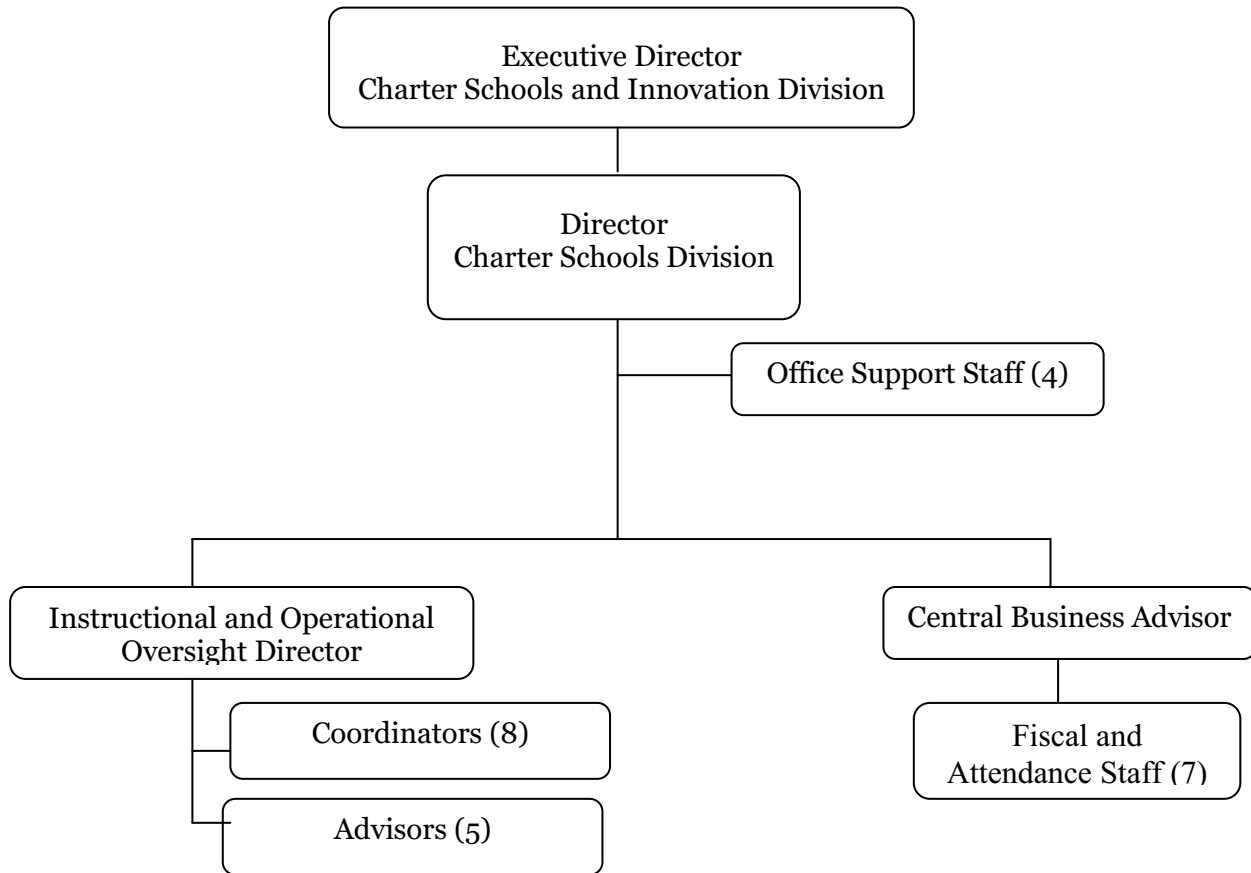 Executive Director
Charter Schools and Innovation Division
Director
Charter Schools Division
Office Support Staff (4)
Instructional and Operational
Oversight Director
Central Business Advisor
Coordinators (8)
Fiscal and
Attendance Staff (7)
Advisors (5)